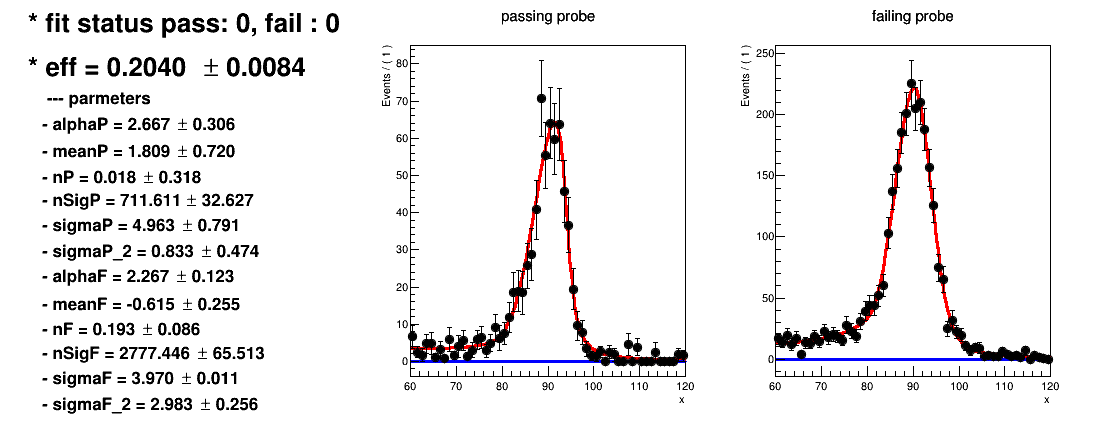 * fit status pass: 0, fail : 0
* eff = 0.2040 ± 0.0084
--- parmeters
- alphaP = 2.667 ± 0.306
- meanP = 1.809 ± 0.720
- nP = 0.018 ± 0.318
- nSigP = 711.611 ± 32.627
- sigmaP = 4.963 ± 0.791
- sigmaP_2 = 0.833 ± 0.474
- alphaF = 2.267 ± 0.123
- meanF = -0.615 ± 0.255
- nF = 0.193 ± 0.086
- nSigF = 2777.446 ± 65.513
- sigmaF = 3.970 ± 0.011
- sigmaF_2 = 2.983 ± 0.256
passing probe
Events / ( 1 )
80
70
60
50
40
30
20
10
0
60 70 80 90 100 110 120
x
failing probe
Events / ( 1 )
250
200
150
100
50
0
60 70 80 90 100 110 120
x